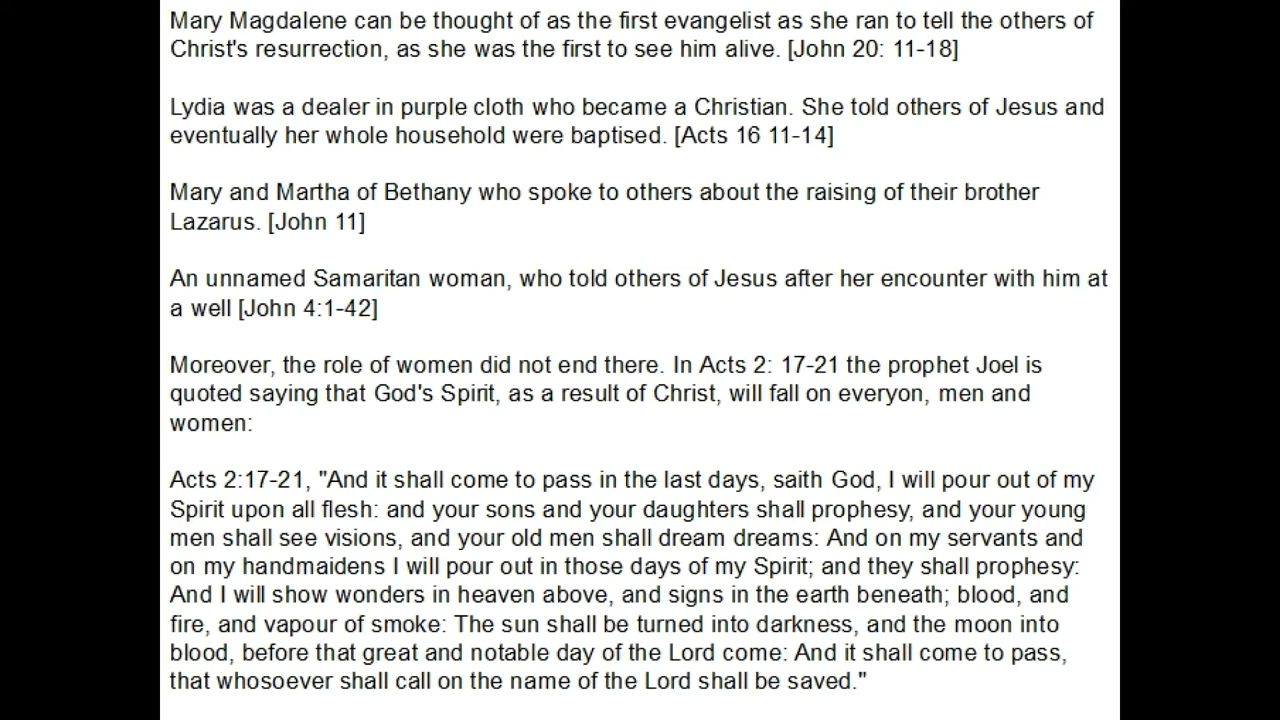 Mary Magdalene can be thought of as the first evangelist as she ran to tell the others of
Christ's resurrection, as she was the first to see him alive. [John 20: 11-18]
Lydia was a dealer in purple cloth who became a Christian. She told others of Jesus and
eventually her whole household were baptised. [Acts 16 11-14]
Mary and Martha of Bethany who spoke to others about the raising of their brother
Lazarus. [John 11]
An unnamed Samaritan woman, who told others of Jesus after her encounter with him at
a well [John 4:1-42]
Moreover, the role of women did not end there. In Acts 2: 17-21 the prophet Joel is
quoted saying that God's Spirit, as a result of Christ, will fall on everyon, men and
women:
Acts 2:17-21, "And it shall come to pass in the last days, saith God, I will pour out of my
Spirit upon all flesh: and your sons and your daughters shall prophesy, and your young
men shall see visions, and your old men shall dream dreams: And on my servants and
on my handmaidens I will pour out in those days of my Spirit; and they shall prophesy:
And I will show wonders in heaven above, and signs in the earth beneath; blood, and
fire, and vapour of smoke: The sun shall be turned into darkness, and the moon into
blood, before that great and notable day of the Lord come: And it shall come to pass,
that whosoever shall call on the name of the Lord shall be saved."